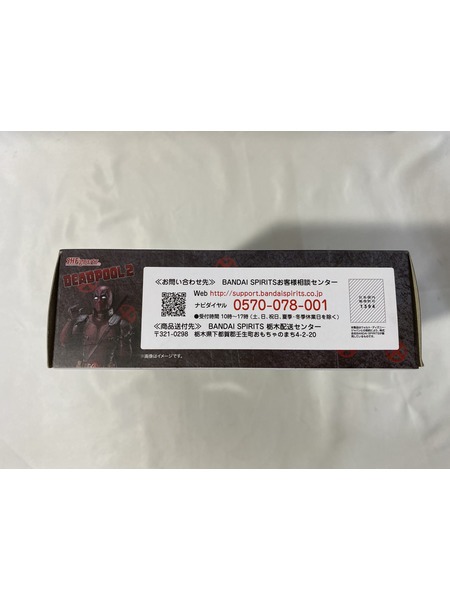 S.H.Figuarts
DEADPOOL 2
※画像はイメージです。
≪お問い合わせ先≫ BANDAI SPIRITSお客様相談センター
Web http://support.bandaispirits.co.jp
ナビダイヤル 0570-078-001
●受付時間 10時〜17時(土、日、祝日、夏季・冬季休業日を除く)
≪商品送付先≫ BANDAI SPIRITS 栃木配送センター
〒321-0298 栃木県下都賀郡壬生町おもちゃのまち4-2-20
1394